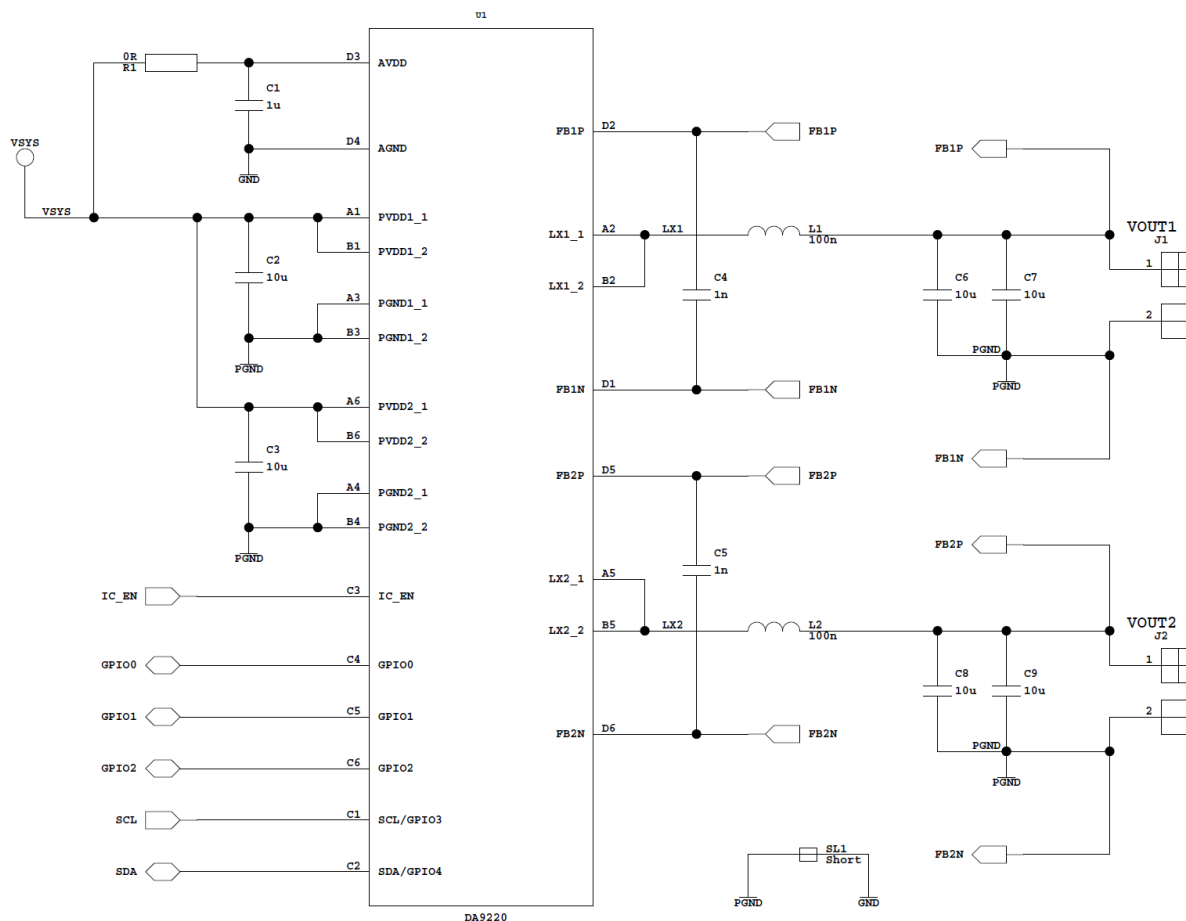 U1
0R
R1
D3
AVDD
C1
1u
FB1P
D2
FB1P
VSYS
D4
AGND
FB1P
GND
VSYS
A1
PVDD1_1
LX1_1
A2
LX1
L1
100n
VOUT1
J1
B1
PVDD1_2
C2
10u
1
LX1_2
B2
C4
1n
C6
10u
C7
10u
A3
PGND1_1
2
B3
PGND1_2
PGND
PGND
PGND
FB1N
D1
FB1N
A6
PVDD2_1
B6
PVDD2_2
C3
10u
FB1N
FB2P
D5
FB2P
A4
PGND2_1
B4
PGND2_2
PGND
FB2P
C5
1n
LX2_1
A5
IC_EN
C3
IC_EN
LX2_2
B5
LX2
L2
100n
VOUT2
J2
GPIO0
C4
GPIO0
1
C8
10u
C9
10u
GPIO1
C5
GPIO1
2
FB2N
D6
FB2N
PGND
GPIO2
C6
GPIO2
PGND
SCL
C1
SCL/GPIO3
SL1
Short
FB2N
SDA
C2
SDA/GPIO4
PGND
GND
DA9220